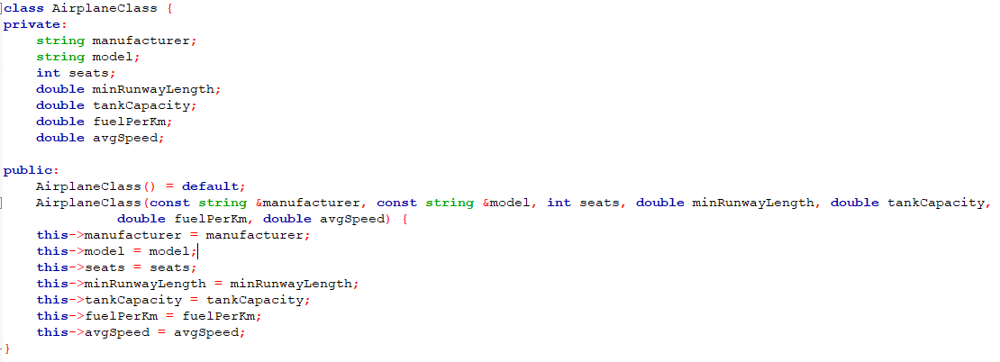 class AirplaneClass {
private:
    string manufacturer;
    string model;
    int seats;
    double minRunwayLength;
    double tankCapacity;
    double fuelPerKm;
    double avgSpeed;

public:
    AirplaneClass() = default;
    AirplaneClass(const string &manufacturer, const string &model, int seats, double minRunwayLength, double tankCapacity,
              double fuelPerKm, double avgSpeed) {
    this->manufacturer = manufacturer;
    this->model = model;
    this->seats = seats;
    this->minRunwayLength = minRunwayLength;
    this->tankCapacity = tankCapacity;
    this->fuelPerKm = fuelPerKm;
    this->avgSpeed = avgSpeed;
}